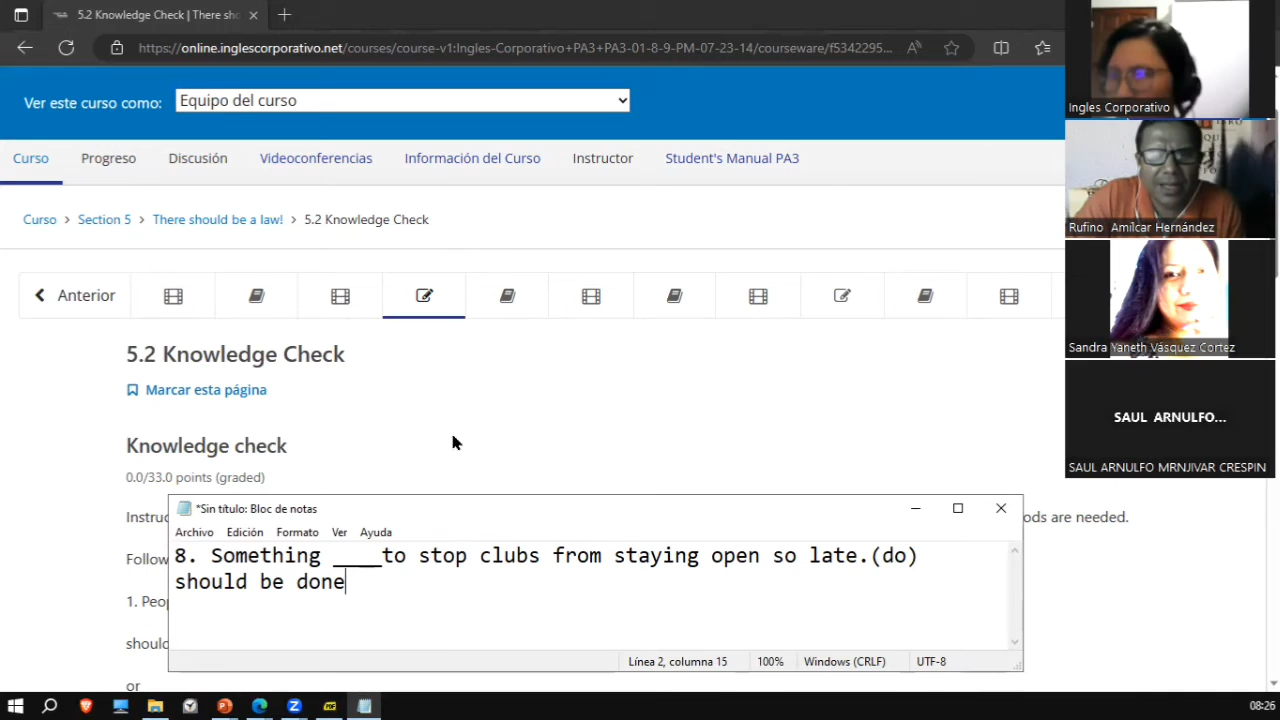 5.2 Knowledge Check | There sh
https://online.inglescorporativo.net/courses/course-v1:Ingles-Corporativo+PA3+PA3-01-8-9-PM-07-23-14/courseware/f5342295...
Ver este curso como:
Equipo del curso
Curso
Progreso
Discusión
Videoconferencias
Información del Curso
Instructor
Student's Manual PA3
Curso > Section 5 > There should be a law! > 5.2 Knowledge Check
Anterior
5.2 Knowledge Check
Marcar esta página
Knowledge check
0.0/33.0 points (graded)
ods are needed.
Follow
1. Peop
should
or
*Sin título: Bloc de notas
Archivo Edición Formato Ver Ayuda
8. Something ____to stop clubs from staying open so late.(do)
should be done
Línea 2, columna 15
100%
Windows (CRLF)
UTF-8
Ingles Corporativo
Rufino Amílcar Hernández
Sandra Yaneth Vásquez Cortez
SAUL ARNULFO...
SAUL ARNULFO MRNJIVAR CRESPIN
08:26